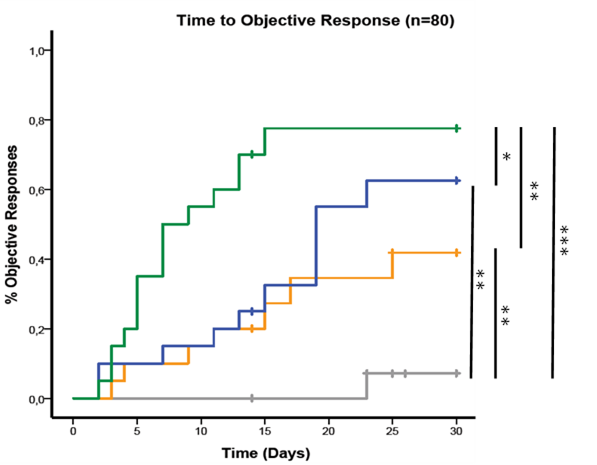 Time to Objective Response (n=80)
% Objective Responses
1,0
0,8
0,6
0,4
0,2
0,0
0 5 10 15 20 25 30
Time (Days)
*
**
***
**
**